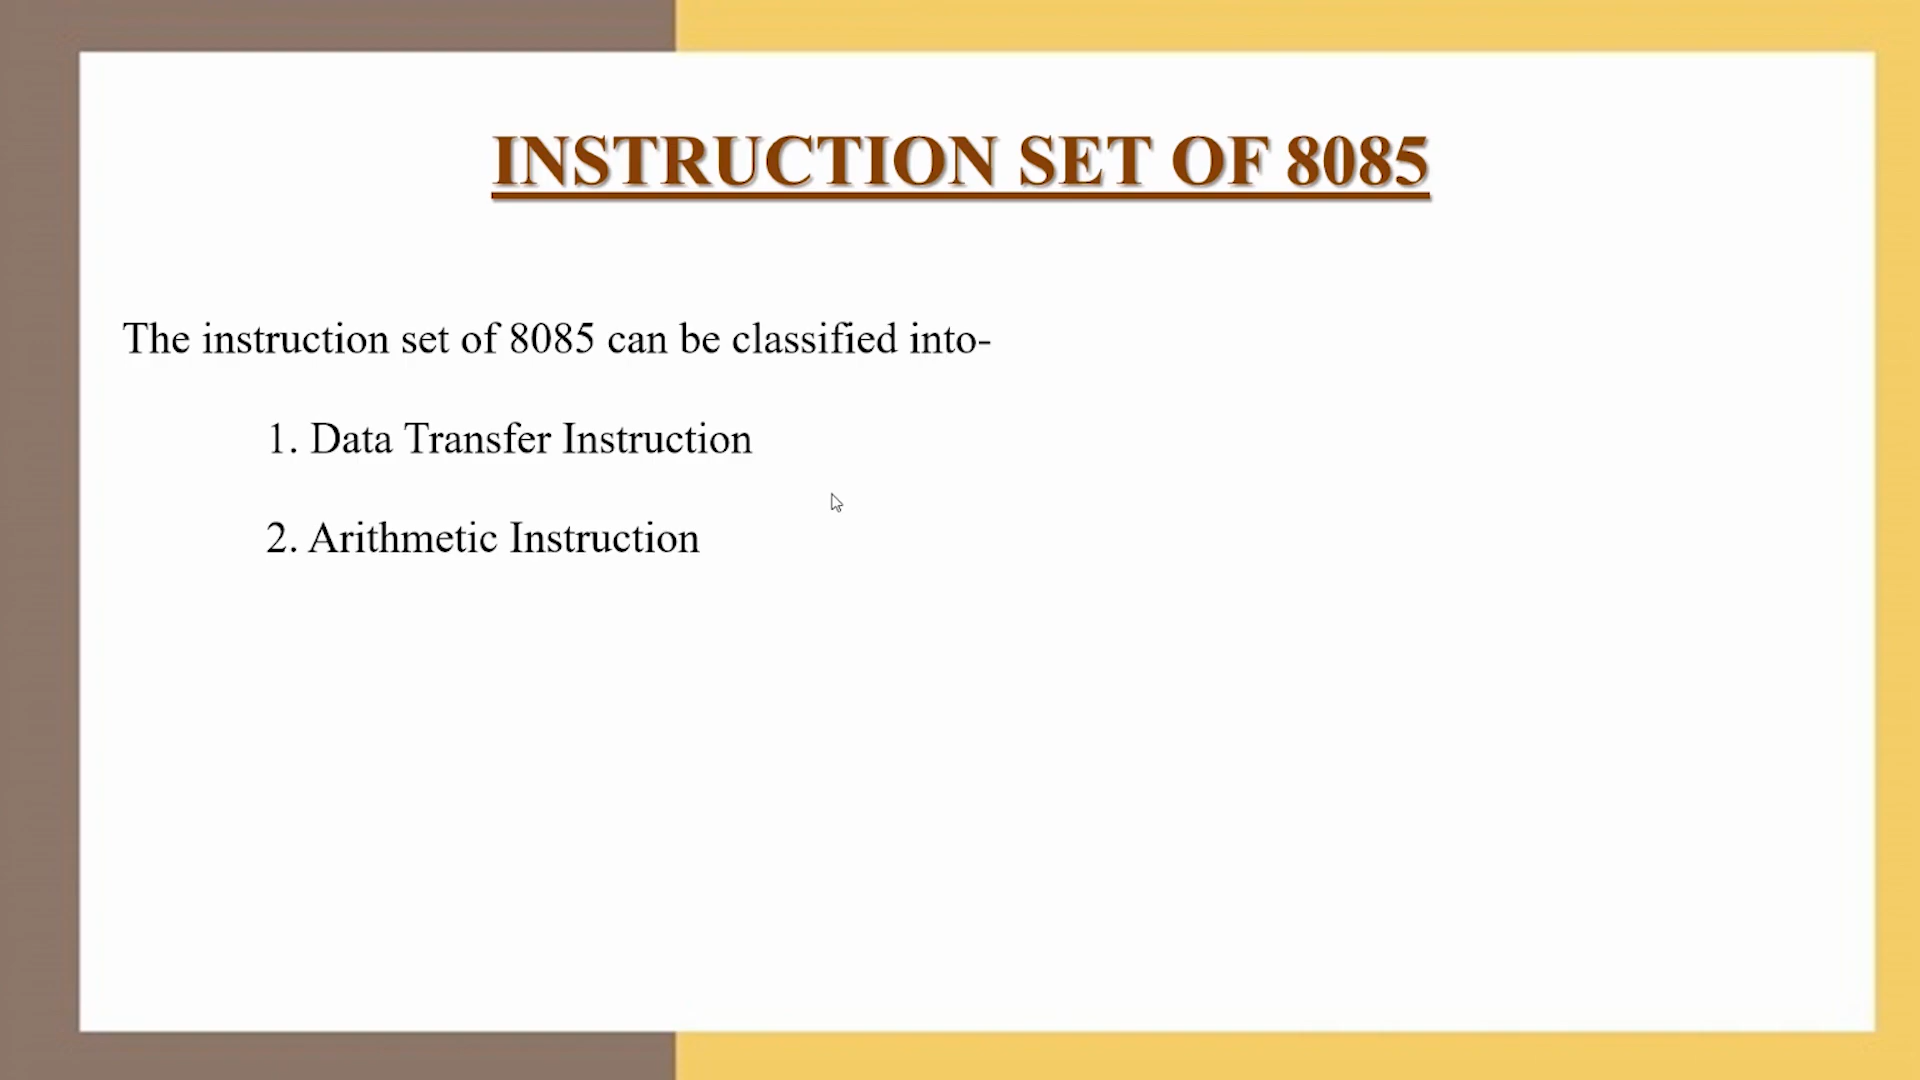 INSTRUCTION SET OF 8085
The instruction set of 8085 can be classified into-
1. Data Transfer Instruction
2. Arithmetic Instruction